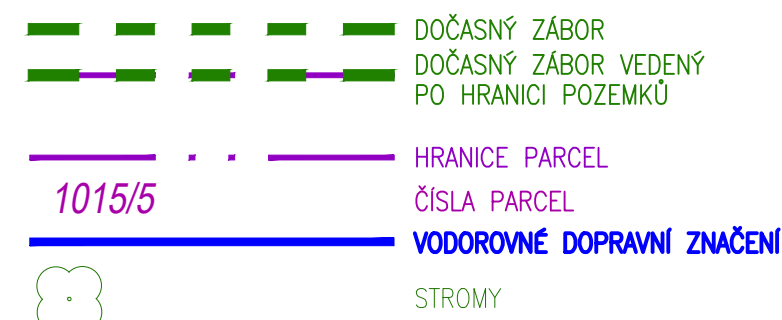 DOČASNÝ ZÁBOR
DOČASNÝ ZÁBOR VEDENÝ
PO HRANICI POZEMKŮ
HRANICE PARCEL
1015/5 ČÍSLA PARCEL
VODOROVNÉ DOPRAVNÍ ZNAČENÍ
STROMY